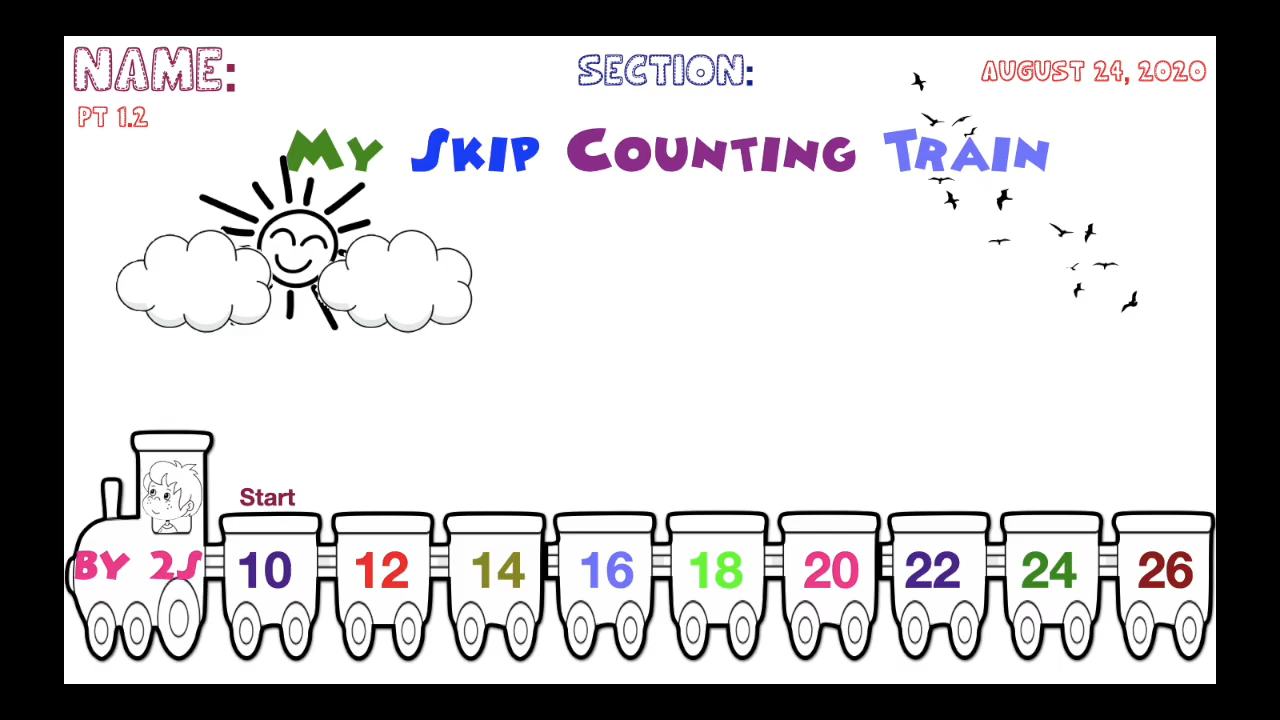 NAME:
SECTION:
AUGUST 24, 2020
PT 1.2
MY SKIP COUNTING TRAIN
Start
BY 2S 10 12 14 16 18 20 22 24 26